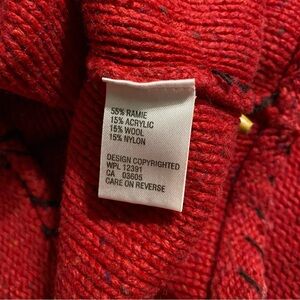 55% RAMIE
15% ACRYLIC
15% WOOL
15% NYLON
DESIGN COPYRIGHTED
WPL 12391
CA 03605
CARE ON REVERSE